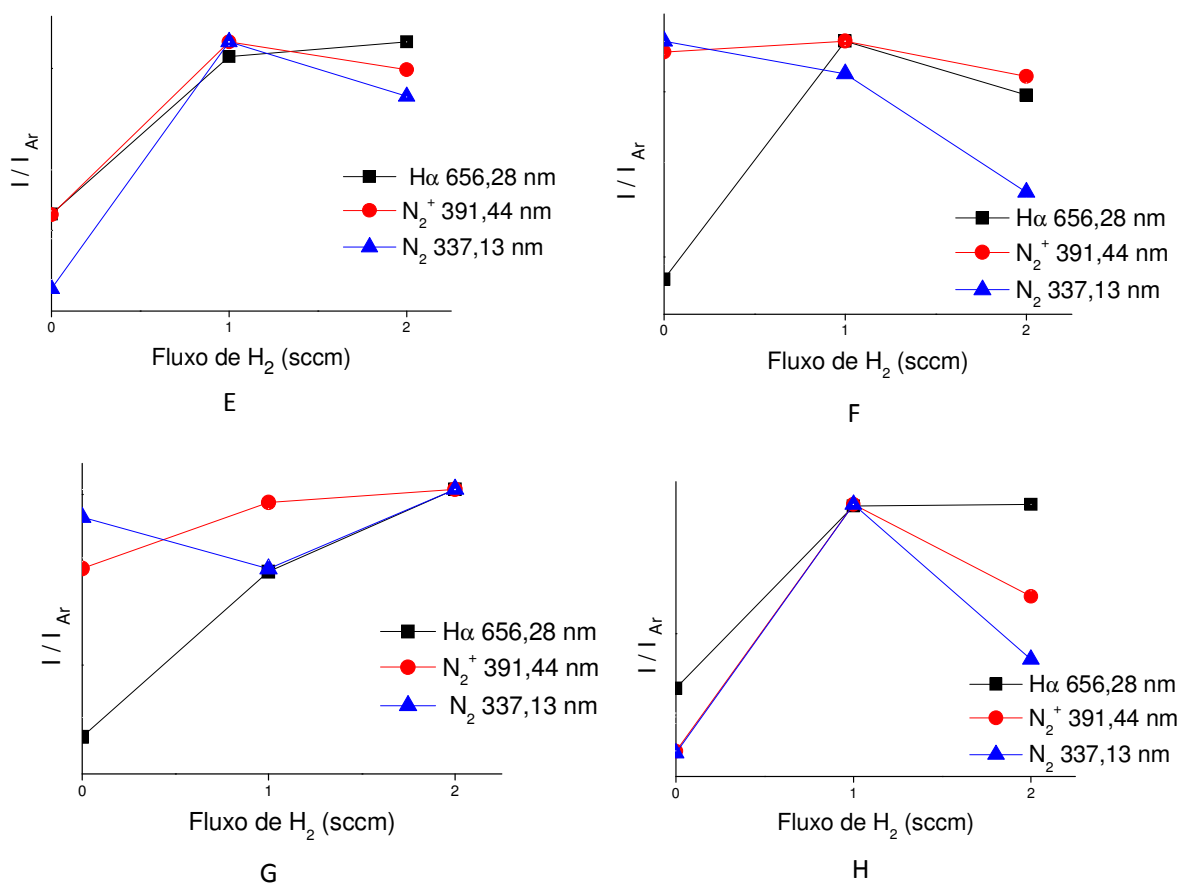 I / I Ar
Hα 656,28 nm
N₂⁺ 391,44 nm
N₂ 337,13 nm
0 1 2
Fluxo de H₂ (sccm)
E
I / I Ar
Hα 656,28 nm
N₂⁺ 391,44 nm
N₂ 337,13 nm
0 1 2
Fluxo de H₂ (sccm)
F
I / I Ar
Hα 656,28 nm
N₂⁺ 391,44 nm
N₂ 337,13 nm
0 1 2
Fluxo de H₂ (sccm)
G
I / I Ar
Hα 656,28 nm
N₂⁺ 391,44 nm
N₂ 337,13 nm
0 1 2
Fluxo de H₂ (sccm)
H